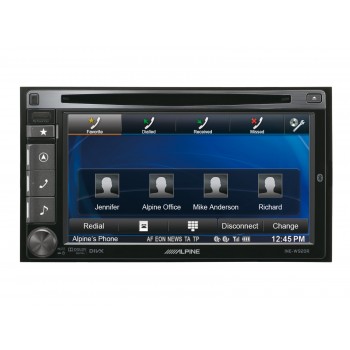 Favorite Dialled Received Missed
Jennifer Alpine Office Mike Anderson Richard
Redial Disconnect Change
Alpine's Phone AF EON NEWS TA TP 12:45 PM
ALPINE